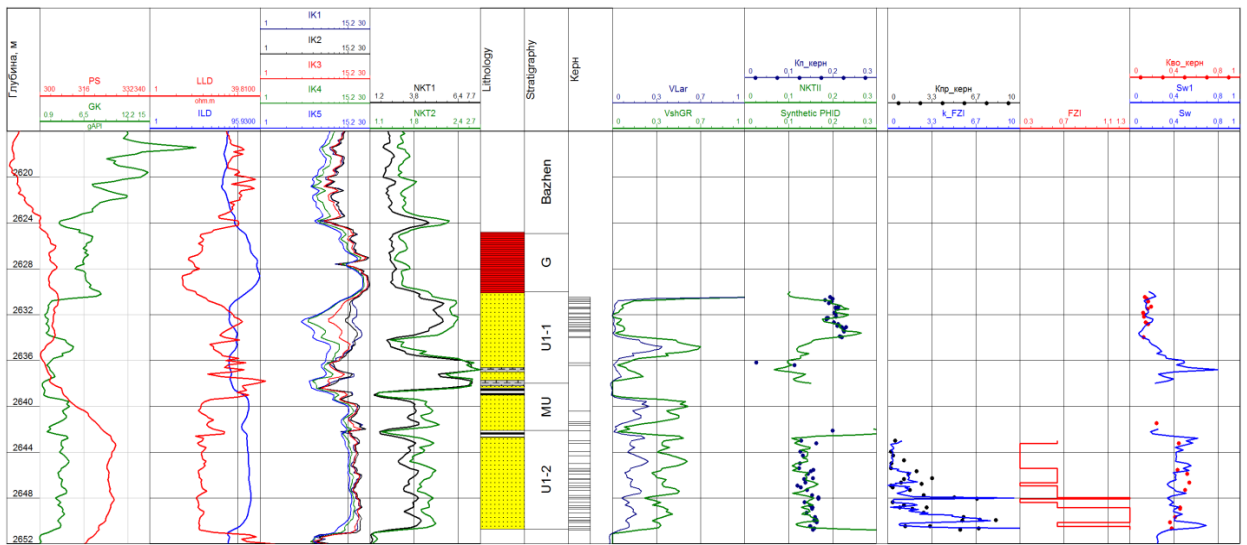 Глубина, м
PS
300 316 332340
GK
0.9 6,5 12,2 15
gAPI
LLD
1 39.8100
ohm.m
ILD
1 95.9300
IK1
1 15.2 30
IK2
1 15.2 30
IK3
1 15.2 30
IK4
1 15.2 30
IK5
1 15.2 30
NKT1
1.2 3,8 6,4 7.7
NKT2
1.1 1,8 2,4 2.7
Lithology
Stratigraphy
Керн
VLar
0 0,3 0,7 1
VshGR
0 0,3 0,7 1
Кп_керн
0 0,1 0,2 0.3
NKTII
0 0,1 0,2 0.3
Synthetic PHID
0 0,1 0,2 0.3
Кпр_керн
0 3,3 6,7 10
k_FZI
0 3,3 6,7 10
FZI
0.3 0,7 1,1 1.3
Кво_керн
0 0,4 0,8 1
Sw1
0 0,4 0,8 1
Sw
0 0,4 0,8 1
2620
2624
2628
2632
2636
2640
2644
2648
2652
Bazhen
G
U1-1
MU
U1-2